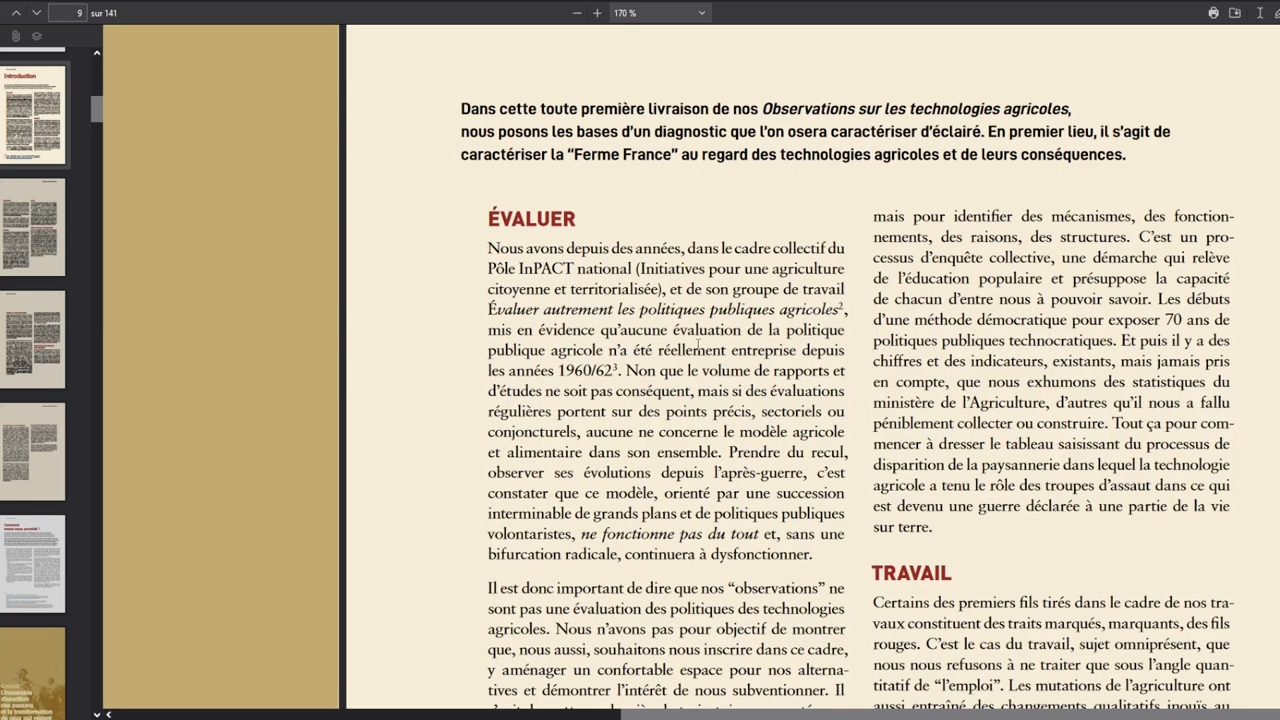 9 sur 141
170 %
Introduction
Dans cette toute première livraison de nos Observations sur les technologies agricoles,
nous posons les bases d'un diagnostic que l'on osera caractériser d'éclairé. En premier lieu, il s'agit de
caractériser la “Ferme France” au regard des technologies agricoles et de leurs conséquences.
ÉVALUER
Nous avons depuis des années, dans le cadre collectif du
Pôle InPACT national (Initiatives pour une agriculture
citoyenne et territorialisée), et de son groupe de travail
Évaluer autrement les politiques publiques agricoles²,
mis en évidence qu'aucune évaluation de la politique
publique agricole n'a été réellement entreprise depuis
les années 1960/62³. Non que le volume de rapports et
d'études ne soit pas conséquent, mais si des évaluations
régulières portent sur des points précis, sectoriels ou
conjoncturels, aucune ne concerne le modèle agricole
et alimentaire dans son ensemble. Prendre du recul,
observer ses évolutions depuis l'après-guerre, c'est
constater que ce modèle, orienté par une succession
interminable de grands plans et de politiques publiques
volontaristes, ne fonctionne pas du tout et, sans une
bifurcation radicale, continuera à dysfonctionner.
Il est donc important de dire que nos “observations” ne
sont pas une évaluation des politiques des technologies
agricoles. Nous n'avons pas pour objectif de montrer
que, nous aussi, souhaitons nous inscrire dans ce cadre,
y aménager un confortable espace pour nos alterna-
tives et démontrer l'intérêt de nous subventionner. Il
mais pour identifier des mécanismes, des fonction-
nements, des raisons, des structures. C'est un pro-
cessus d'enquête collective, une démarche qui relève
de l'éducation populaire et présuppose la capacité
de chacun d'entre nous à pouvoir savoir. Les débuts
d'une méthode démocratique pour exposer 70 ans de
politiques publiques technocratiques. Et puis il y a des
chiffres et des indicateurs, existants, mais jamais pris
en compte, que nous exhumons des statistiques du
ministère de l'Agriculture, d'autres qu'il nous a fallu
péniblement collecter ou construire. Tout ça pour com-
mencer à dresser le tableau saisissant du processus de
disparition de la paysannerie dans lequel la technologie
agricole a tenu le rôle des troupes d'assaut dans ce qui
est devenu une guerre déclarée à une partie de la vie
sur terre.
TRAVAIL
Certains des premiers fils tirés dans le cadre de nos tra-
vaux constituent des traits marqués, marquants, des fils
rouges. C'est le cas du travail, sujet omniprésent, que
nous nous refusons à ne traiter que sous l'angle quan-
titatif de “l'emploi”. Les mutations de l'agriculture ont
aussi entraîné des changements qualitatifs inouïs au